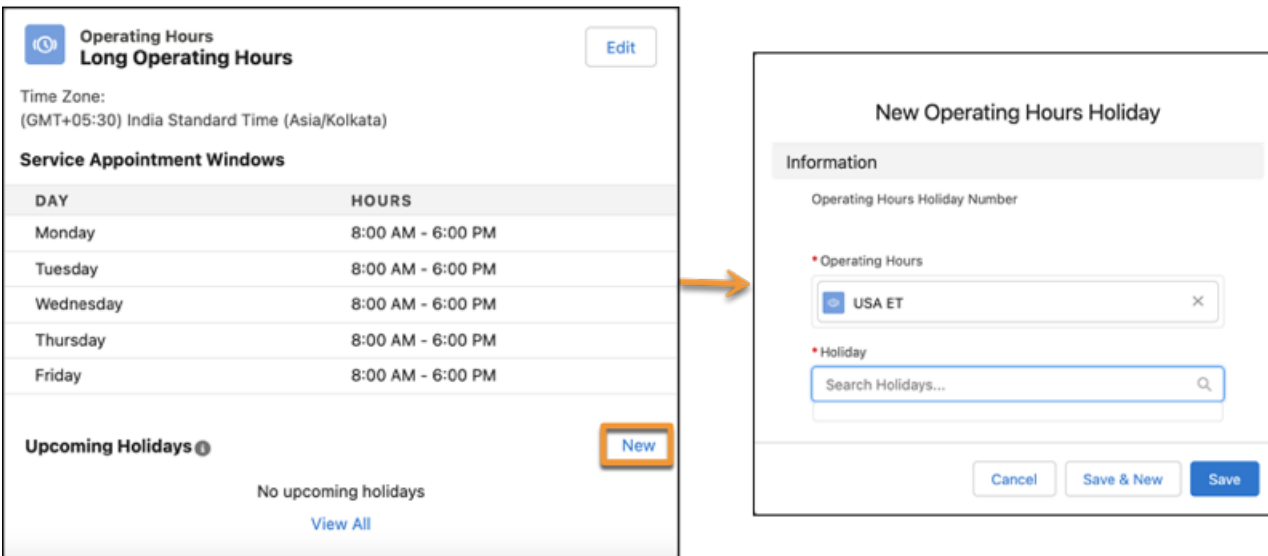 Operating Hours
Long Operating Hours
Edit
Time Zone:
(GMT+05:30) India Standard Time (Asia/Kolkata)
Service Appointment Windows
DAY HOURS
Monday 8:00 AM - 6:00 PM
Tuesday 8:00 AM - 6:00 PM
Wednesday 8:00 AM - 6:00 PM
Thursday 8:00 AM - 6:00 PM
Friday 8:00 AM - 6:00 PM
Upcoming Holidays
New
No upcoming holidays
View All
New Operating Hours Holiday
Information
Operating Hours Holiday Number
* Operating Hours
USA ET
* Holiday
Search Holidays...
Cancel Save & New Save